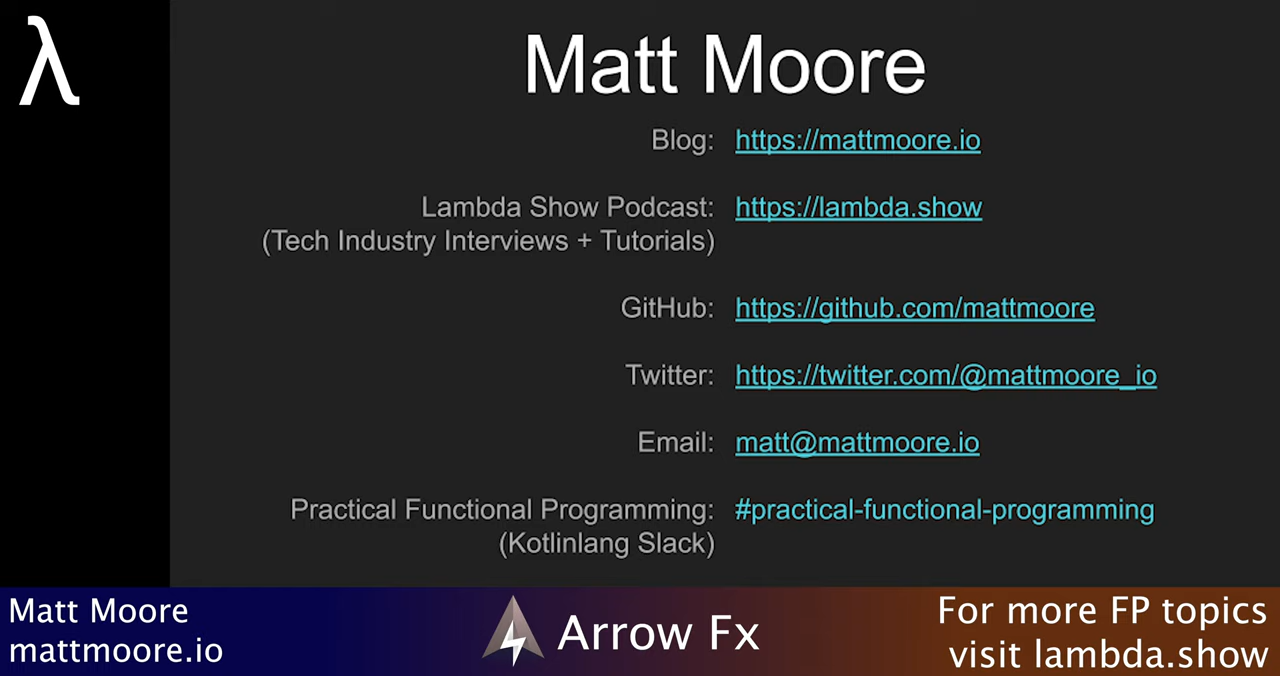 λ
Matt Moore
Blog: https://mattmoore.io
Lambda Show Podcast: https://lambda.show
(Tech Industry Interviews + Tutorials)
GitHub: https://github.com/mattmoore
Twitter: https://twitter.com/@mattmoore_io
Email: matt@mattmoore.io
Practical Functional Programming: #practical-functional-programming
(Kotlinlang Slack)
Matt Moore
mattmoore.io
Arrow Fx
For more FP topics
visit lambda.show